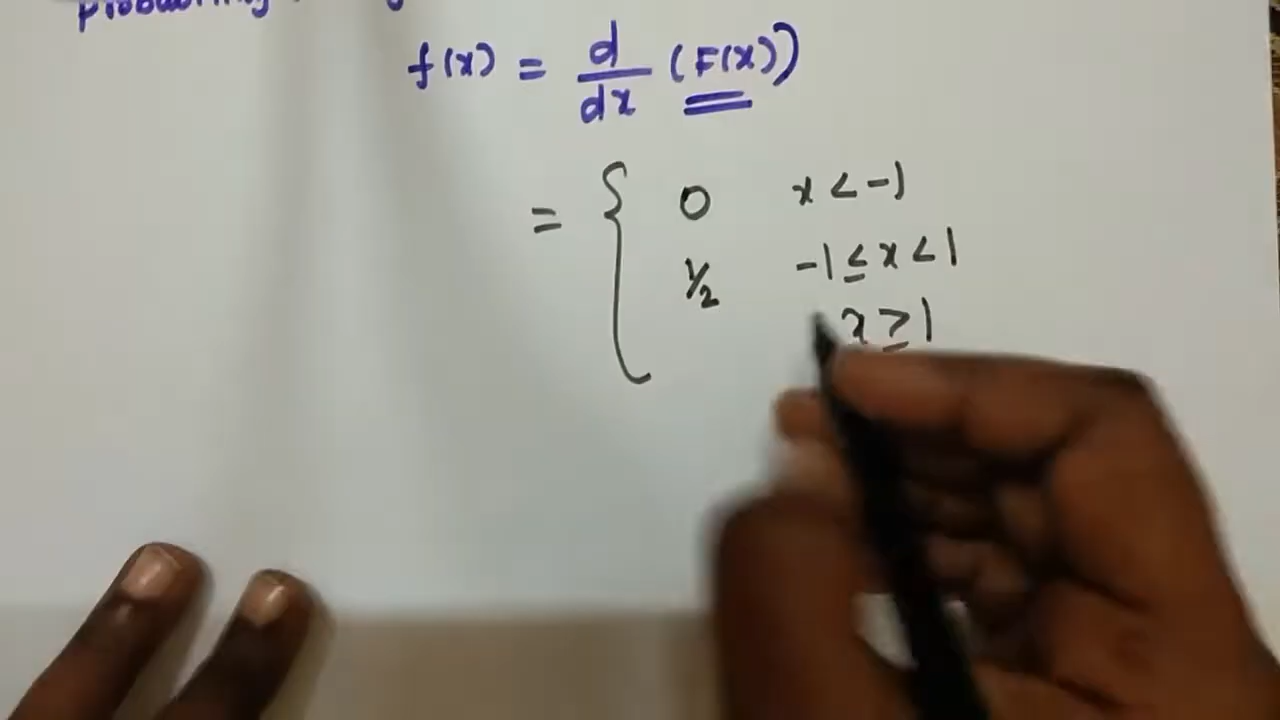 f(x) = d/dx (F(x))
= { 0 x < -1
1/2 -1 ≤ x < 1
x ≥ 1